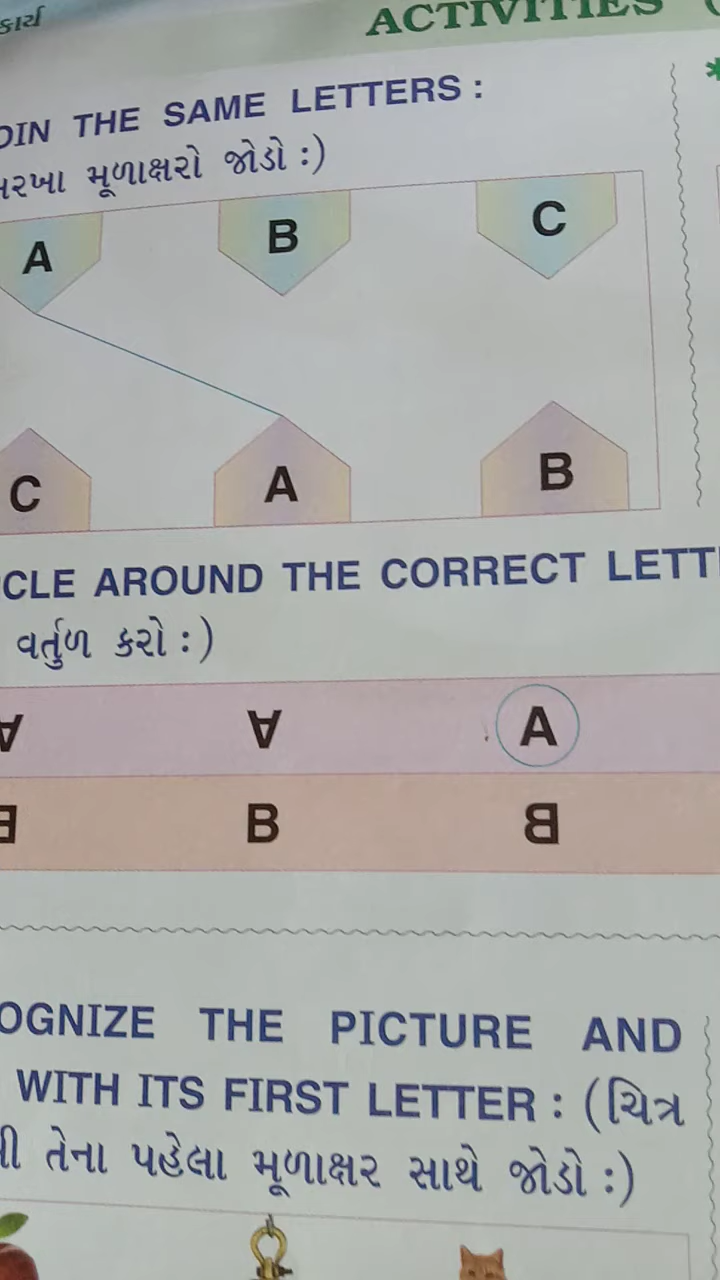 કાર્ય
ACTIVITIES (
*
OIN THE SAME LETTERS :
સરખા મૂળાક્ષરો જોડો :)
A B C
C A B
CLE AROUND THE CORRECT LETT
વર્તુળ કરો :)
A A A
B B B
OGNIZE THE PICTURE AND
WITH ITS FIRST LETTER : (ચિત્ર
તેના પહેલા મૂળાક્ષર સાથે જોડો :)